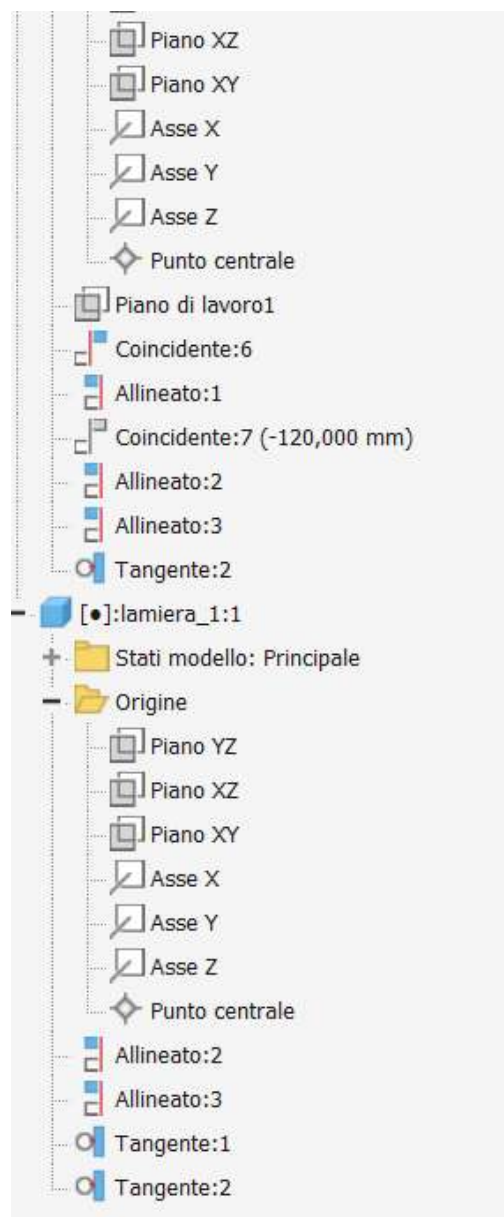 Piano XZ
Piano XY
Asse X
Asse Y
Asse Z
Punto centrale
Piano di lavoro1
Coincidente:6
Allineato:1
Coincidente:7 (-120,000 mm)
Allineato:2
Allineato:3
Tangente:2
[●]:lamiera_1:1
Stati modello: Principale
Origine
Piano YZ
Piano XZ
Piano XY
Asse X
Asse Y
Asse Z
Punto centrale
Allineato:2
Allineato:3
Tangente:1
Tangente:2